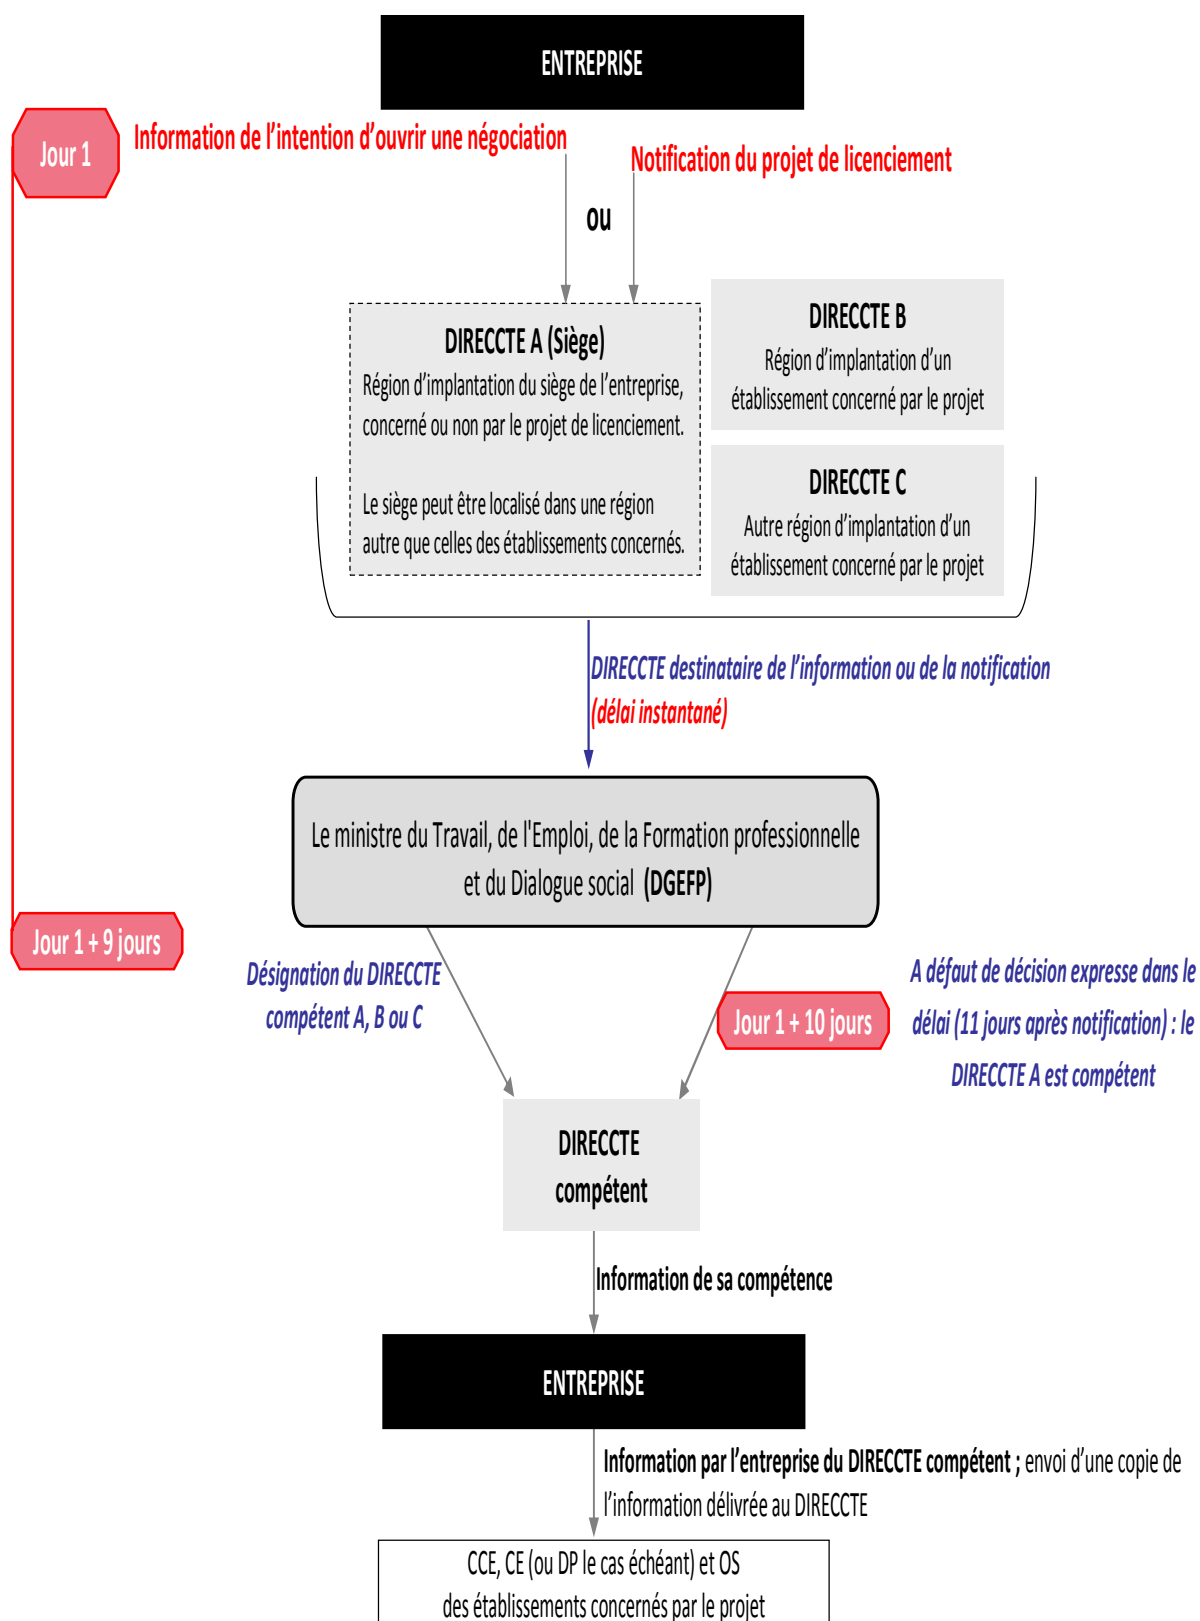 ENTREPRISE
Jour 1
Information de l’intention d’ouvrir une négociation
Notification du projet de licenciement
ou
DIRECCTE A (Siège)
Région d’implantation du siège de l’entreprise,
concerné ou non par le projet de licenciement.
Le siège peut être localisé dans une région
autre que celles des établissements concernés.
DIRECCTE B
Région d’implantation d’un
établissement concerné par le projet
DIRECCTE C
Autre région d’implantation d’un
établissement concerné par le projet
DIRECCTE destinataire de l’information ou de la notification
(délai instantané)
Le ministre du Travail, de l'Emploi, de la Formation professionnelle
et du Dialogue social (DGEFP)
Jour 1 + 9 jours
Désignation du DIRECCTE
compétent A, B ou C
Jour 1 + 10 jours
A défaut de décision expresse dans le
délai (11 jours après notification) : le
DIRECCTE A est compétent
DIRECCTE
compétent
Information de sa compétence
ENTREPRISE
Information par l’entreprise du DIRECCTE compétent ; envoi d’une copie de
l’information délivrée au DIRECCTE
CCE, CE (ou DP le cas échéant) et OS
des établissements concernés par le projet